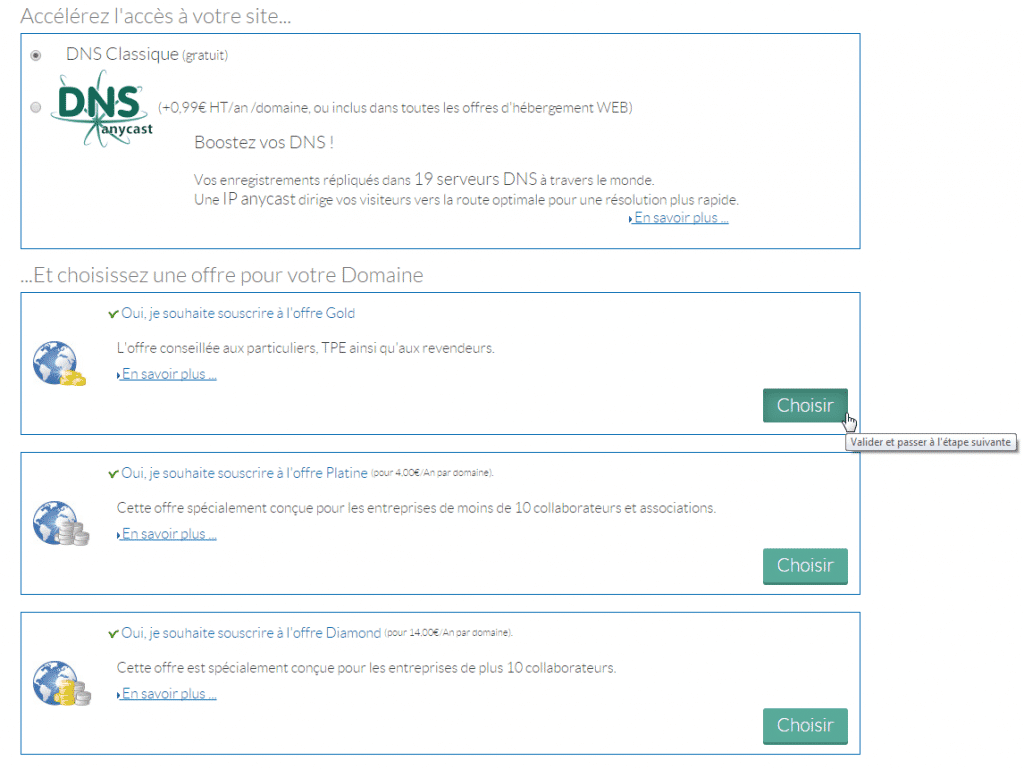 Accélérez l'accès à votre site...
DNS Classique (gratuit)
DNS anycast (+0,99€ HT/an /domaine, ou inclus dans toutes les offres d'hébergement WEB)
Boostez vos DNS !
Vos enregistrements répliqués dans 19 serveurs DNS à travers le monde.
Une IP anycast dirige vos visiteurs vers la route optimale pour une résolution plus rapide.
En savoir plus ...
...Et choisissez une offre pour votre Domaine
Oui, je souhaite souscrire à l'offre Gold
L'offre conseillée aux particuliers, TPE ainsi qu'aux revendeurs.
En savoir plus ...
Choisir
Valider et passer à l'étape suivante
Oui, je souhaite souscrire à l'offre Platine (pour 4,00€/An par domaine).
Cette offre spécialement conçue pour les entreprises de moins de 10 collaborateurs et associations.
En savoir plus ...
Choisir
Oui, je souhaite souscrire à l'offre Diamond (pour 14,00€/An par domaine).
Cette offre est spécialement conçue pour les entreprises de plus 10 collaborateurs.
En savoir plus ...
Choisir